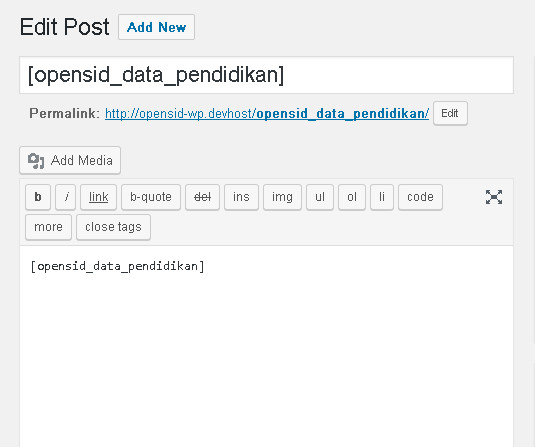 Edit Post Add New
[opensid_data_pendidikan]
Permalink: http://opensid-wp.devhost/opensid_data_pendidikan/ Edit
Add Media
b / link b-quote del ins img ul ol li code
more close tags
[opensid_data_pendidikan]